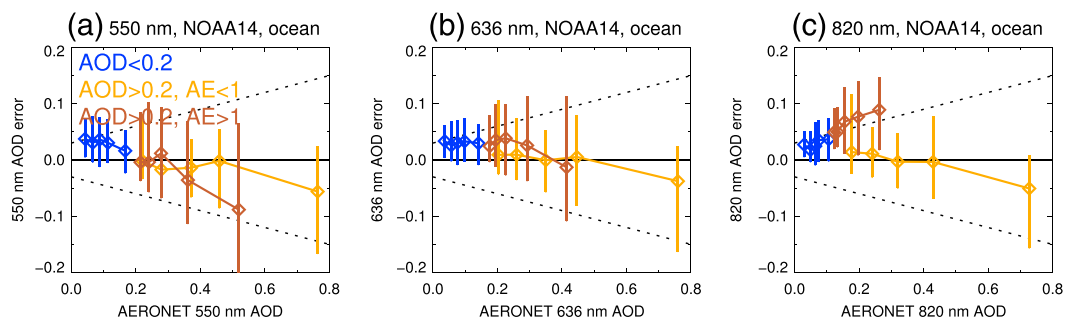 (a) 550 nm, NOAA14, ocean
0.2
0.1
0.0
−0.1
−0.2
550 nm AOD error
AOD<0.2
AOD>0.2, AE<1
AOD>0.2, AE>1
0.0 0.2 0.4 0.6 0.8
AERONET 550 nm AOD
(b) 636 nm, NOAA14, ocean
0.2
0.1
0.0
−0.1
−0.2
636 nm AOD error
0.0 0.2 0.4 0.6 0.8
AERONET 636 nm AOD
(c) 820 nm, NOAA14, ocean
0.2
0.1
0.0
−0.1
−0.2
820 nm AOD error
0.0 0.2 0.4 0.6 0.8
AERONET 820 nm AOD